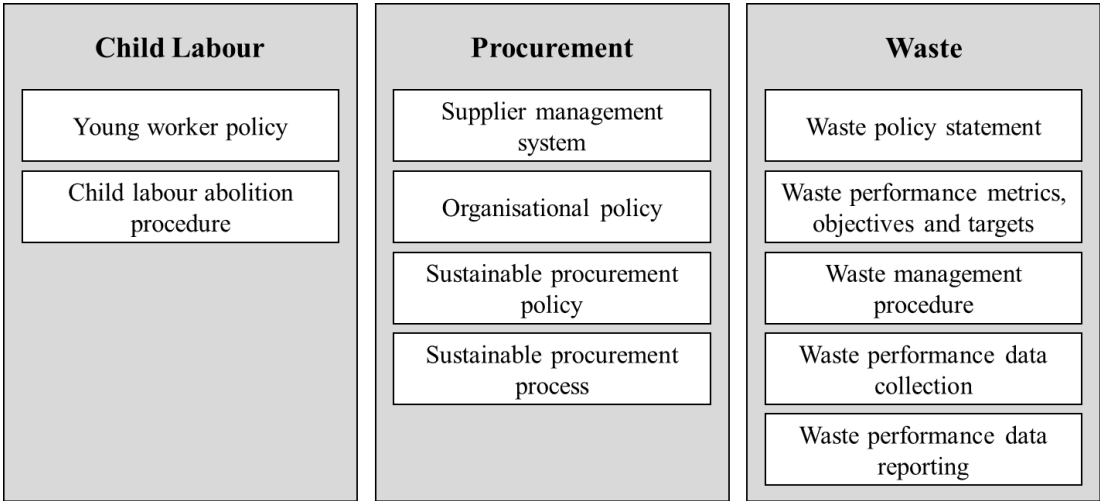 Child Labour
Young worker policy
Child labour abolition
procedure
Procurement
Supplier management
system
Organisational policy
Sustainable procurement
policy
Sustainable procurement
process
Waste
Waste policy statement
Waste performance metrics,
objectives and targets
Waste management
procedure
Waste performance data
collection
Waste performance data
reporting